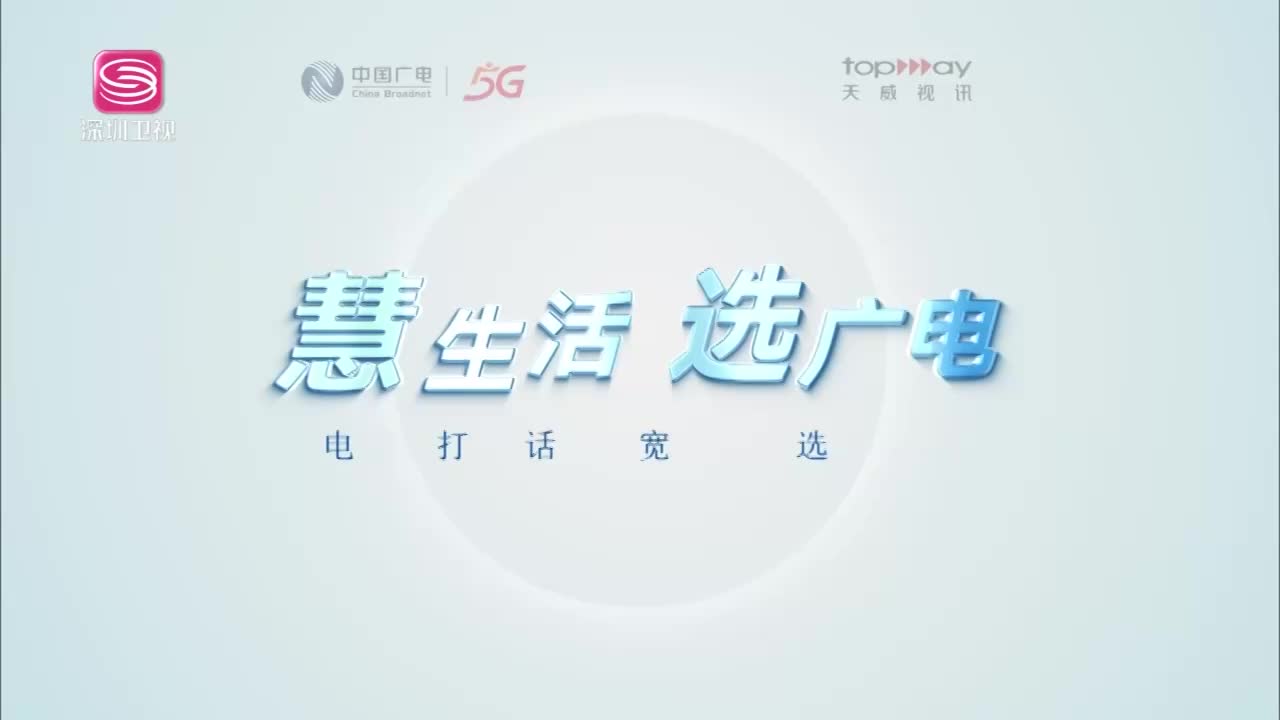 深圳卫视
中国广电
China Broadnet
5G
topway
天威视讯
慧生活 选广电
电 打 话 宽 选